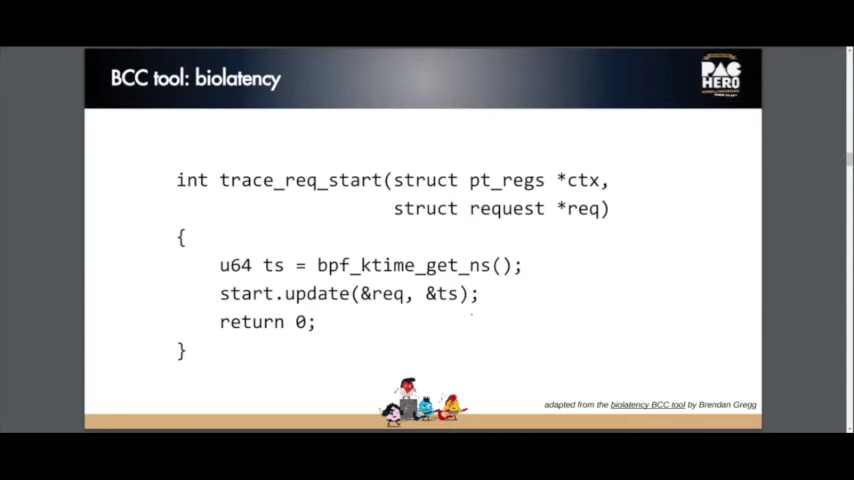 BCC tool: biolatency
PAC
HERO
int trace_req_start(struct pt_regs *ctx,
struct request *req)
{
u64 ts = bpf_ktime_get_ns();
start.update(&req, &ts);
return 0;
}
adapted from the biolatency BCC tool by Brendan Gregg